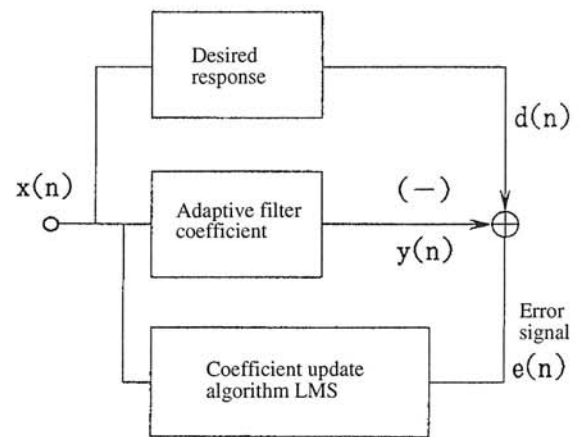 Desired
response
d(n)
x(n)
(—)
Adaptive filter
coefficient
y(n)
Error
signal
Coefficient update
algorithm LMS
e(n)